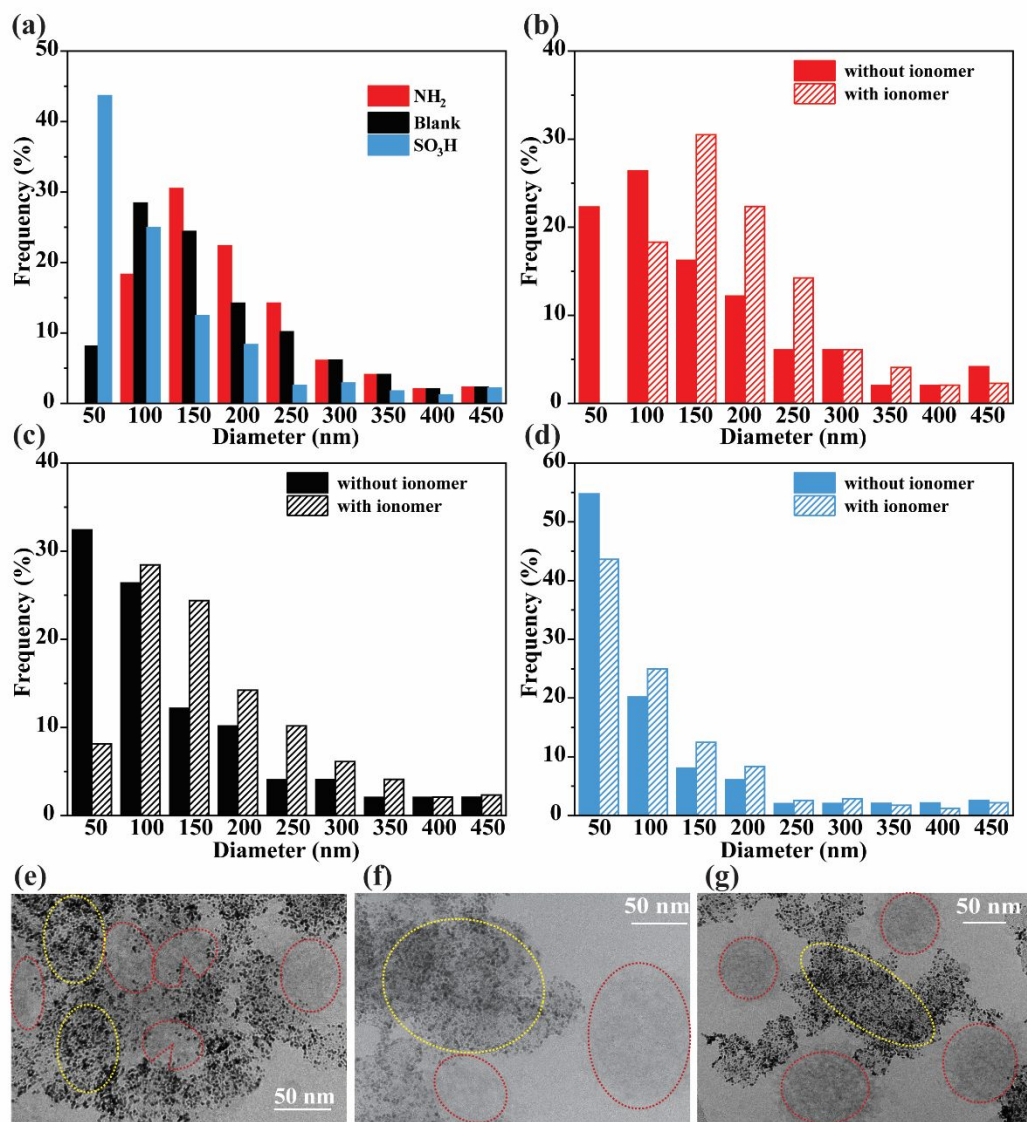 (a)
50
40
30
20
10
0
Frequency (%)
NH2
Blank
SO3H
50 100 150 200 250 300 350 400 450
Diameter (nm)
(b)
40
30
20
10
0
Frequency (%)
without ionomer
with ionomer
50 100 150 200 250 300 350 400 450
Diameter (nm)
(c)
40
30
20
10
0
Frequency (%)
without ionomer
with ionomer
50 100 150 200 250 300 350 400 450
Diameter (nm)
(d)
60
50
40
30
20
10
0
Frequency (%)
without ionomer
with ionomer
50 100 150 200 250 300 350 400 450
Diameter (nm)
(e)
50 nm
(f)
50 nm
(g)
50 nm